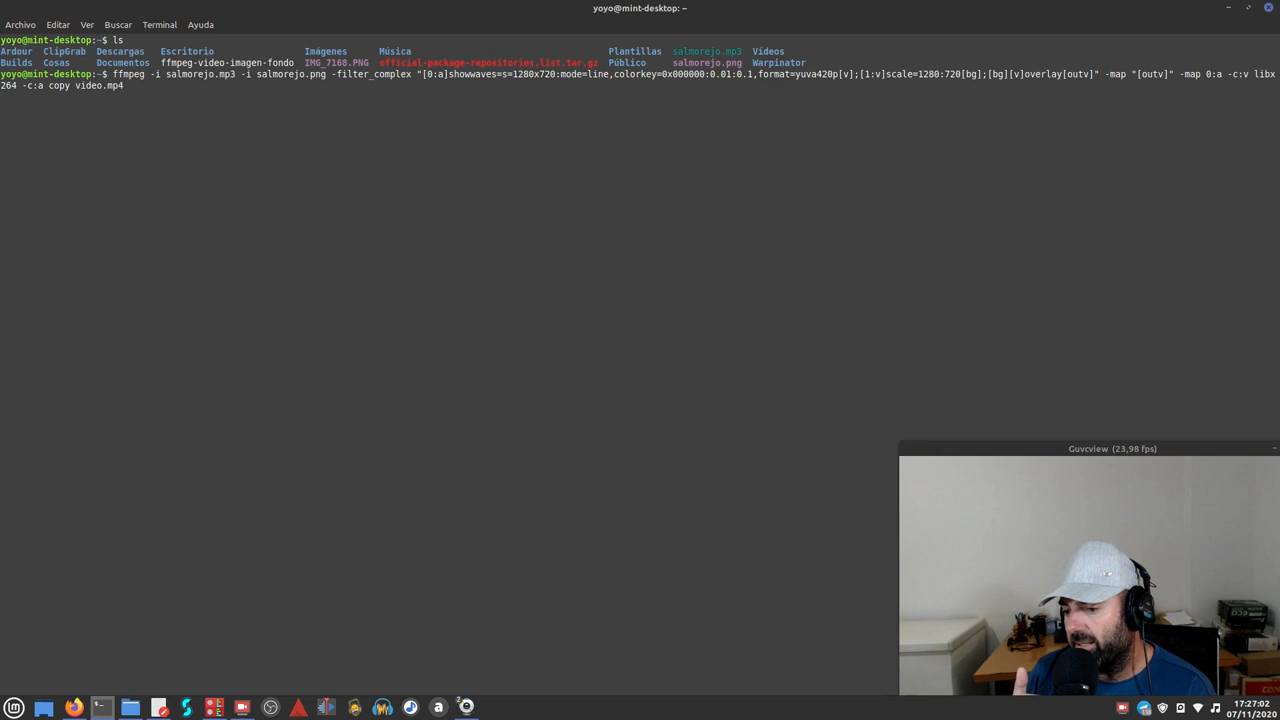 yoyo@mint-desktop: ~
Archivo Editar Ver Buscar Terminal Ayuda
yoyo@mint-desktop:~$ ls
Ardour ClipGrab Descargas Escritorio Imágenes Música Plantillas salmorejo.mp3 Vídeos
Builds Cosas Documentos ffmpeg-video-imagen-fondo IMG_7168.PNG official-package-repositories.list.tar.gz Público salmorejo.png Warpinator
yoyo@mint-desktop:~$ ffmpeg -i salmorejo.mp3 -i salmorejo.png -filter_complex "[0:a]showwaves=s=1280x720:mode=line,colorkey=0x000000:0.01:0.1,format=yuva420p[v];[1:v]scale=1280:720[bg];[bg][v]overlay[outv]" -map "[outv]" -map 0:a -c:v libx
264 -c:a copy video.mp4
Guvcview (23,98 fps)
17:27:02
07/11/2020